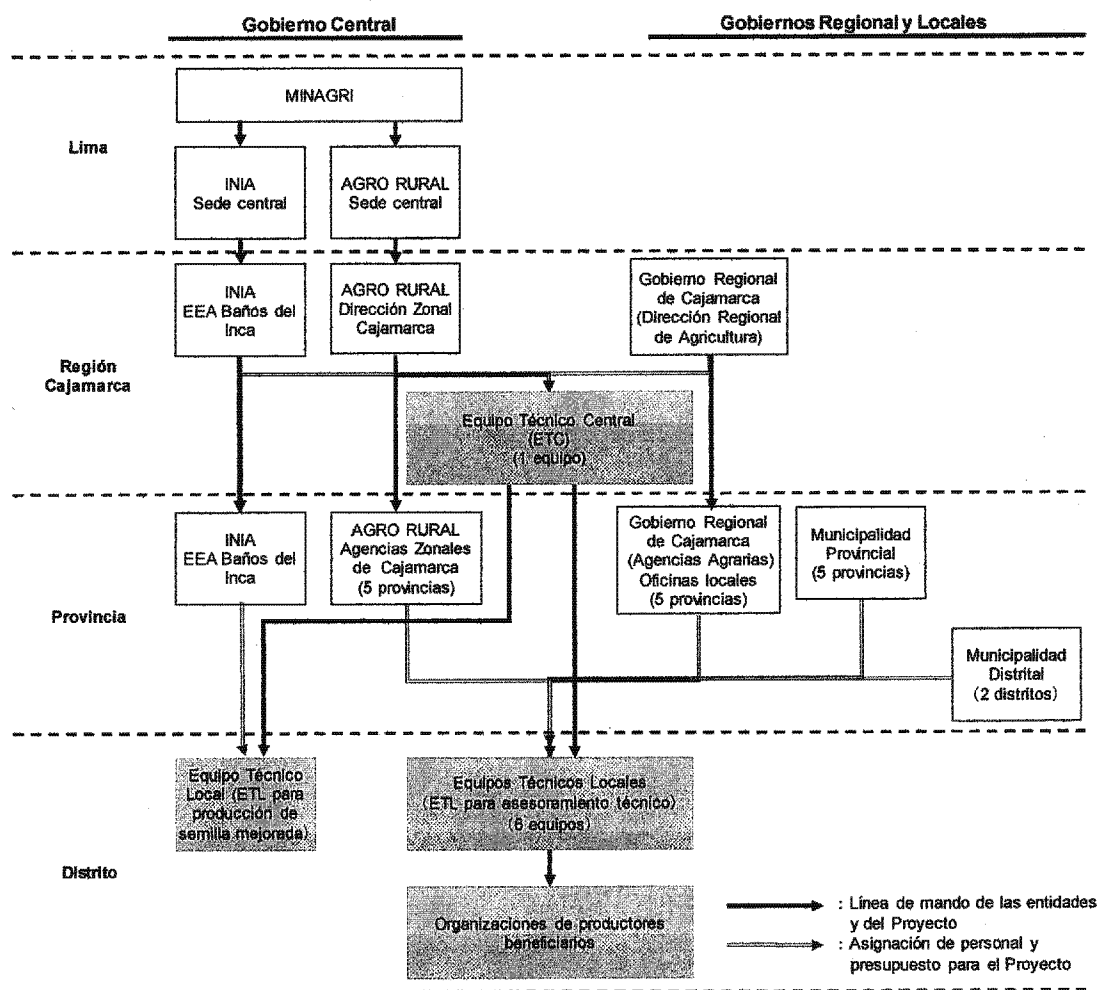 Gobierno Central
Gobiernos Regional y Locales
Lima
MINAGRI
INIA
Sede central
AGRO RURAL
Sede central
Región
Cajamarca
INIA
EEA Baños del
Inca
AGRO RURAL
Dirección Zonal
Cajamarca
Gobierno Regional
de Cajamarca
(Dirección Regional
de Agricultura)
Equipo Técnico Central
(ETC)
(1 equipo)
Provincia
INIA
EEA Baños del
Inca
AGRO RURAL
Agencias Zonales
de Cajamarca
(5 provincias)
Gobierno Regional
de Cajamarca
(Agencias Agrarias)
Oficinas locales
(5 provincias)
Municipalidad
Provincial
(5 provincias)
Municipalidad
Distrital
(2 distritos)
Distrito
Equipo Técnico
Local (ETL para
producción de
semilla mejorada)
Equipos Técnicos Locales
(ETL para asesoramiento técnico)
(6 equipos)
Organizaciones de productores
beneficiarios
: Línea de mando de las entidades
y del Proyecto
: Asignación de personal y
presupuesto para el Proyecto